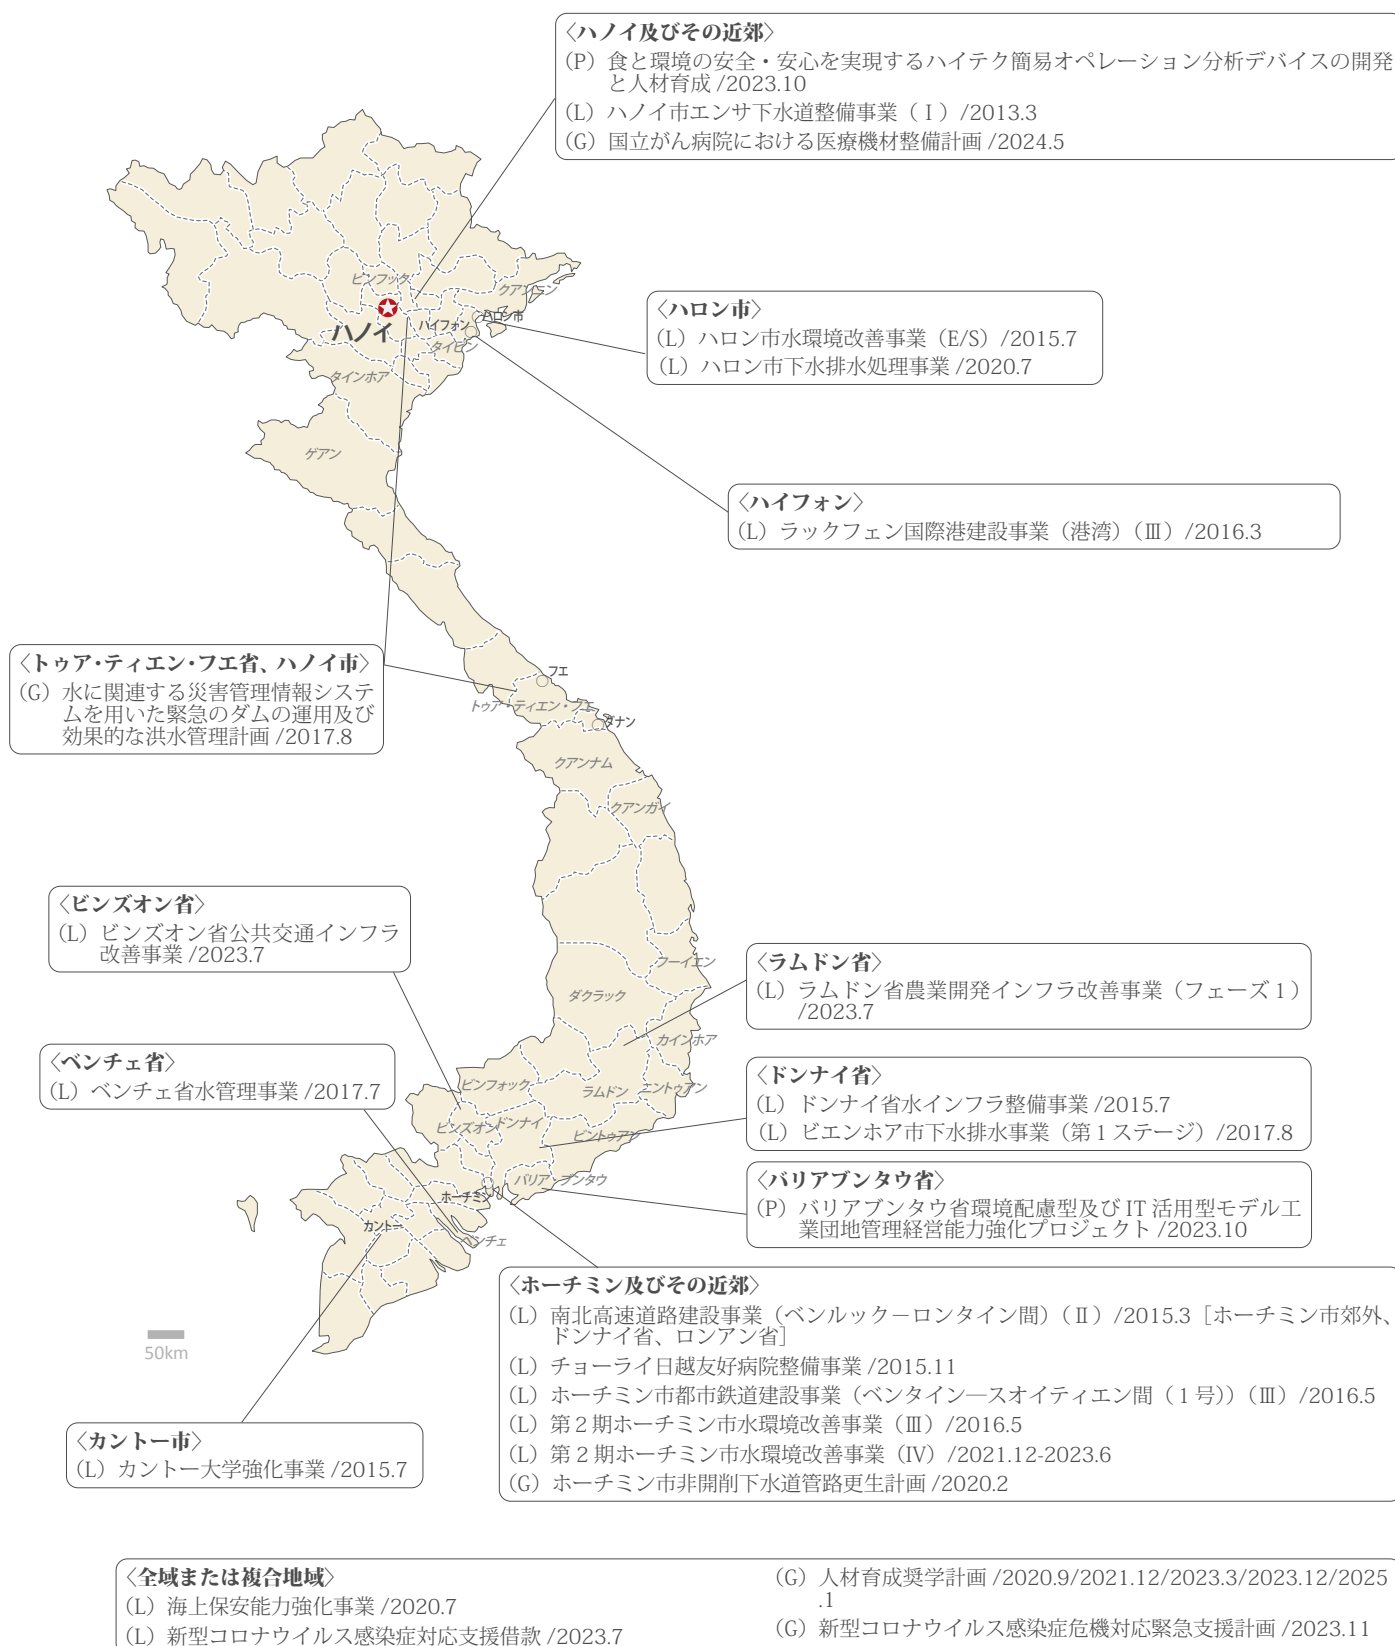 〈ハノイ及びその近郊〉
(P) 食と環境の安全・安心を実現するハイテク簡易オペレーション分析デバイスの開発
と人材育成 /2023.10
(L) ハノイ市エンサ下水道整備事業（Ⅰ）/2013.3
(G) 国立がん病院における医療機材整備計画 /2024.5
ビンフック
クアンニン
ハノイ
ハイフォン
ハロン市
タイビン
タインホア
ゲアン
〈ハロン市〉
(L) ハロン市水環境改善事業（E/S）/2015.7
(L) ハロン市下水排水処理事業 /2020.7
〈ハイフォン〉
(L) ラックフェン国際港建設事業（港湾）（Ⅲ）/2016.3
〈トゥア・ティエン・フエ省、ハノイ市〉
(G) 水に関連する災害管理情報システ
ムを用いた緊急のダムの運用及び
効果的な洪水管理計画 /2017.8
フエ
トゥア・ティエン・フエ
ダナン
クアンナム
クアンガイ
〈ビンズオン省〉
(L) ビンズオン省公共交通インフラ
改善事業 /2023.7
フーイエン
ダクラック
カインホア
〈ラムドン省〉
(L) ラムドン省農業開発インフラ改善事業（フェーズ１）
/2023.7
〈ベンチェ省〉
(L) ベンチェ省水管理事業 /2017.7
ビンフォック
ラムドン
ニントゥアン
ビンズオン
ドンナイ
ビントゥアン
バリア・ブンタウ
ホーチミン
カントー
ベンチェ
〈ドンナイ省〉
(L) ドンナイ省水インフラ整備事業 /2015.7
(L) ビエンホア市下水排水事業（第１ステージ）/2017.8
〈バリアブンタウ省〉
(P) バリアブンタウ省環境配慮型及び IT 活用型モデル工
業団地管理経営能力強化プロジェクト /2023.10
〈ホーチミン及びその近郊〉
(L) 南北高速道路建設事業（ベンルックーロンタイン間）（Ⅱ）/2015.3［ホーチミン市郊外、
ドンナイ省、ロンアン省］
(L) チョーライ日越友好病院整備事業 /2015.11
(L) ホーチミン市都市鉄道建設事業（ベンタイン―スオイティエン間（１号））（Ⅲ）/2016.5
(L) 第２期ホーチミン市水環境改善事業（Ⅲ）/2016.5
(L) 第２期ホーチミン市水環境改善事業（Ⅳ）/2021.12-2023.6
(G) ホーチミン市非開削下水道管路更生計画 /2020.2
50km
〈カントー市〉
(L) カントー大学強化事業 /2015.7
〈全域または複合地域〉
(L) 海上保安能力強化事業 /2020.7
(L) 新型コロナウイルス感染症対応支援借款 /2023.7
(G) 人材育成奨学計画 /2020.9/2021.12/2023.3/2023.12/2025
.1
(G) 新型コロナウイルス感染症危機対応緊急支援計画 /2023.11